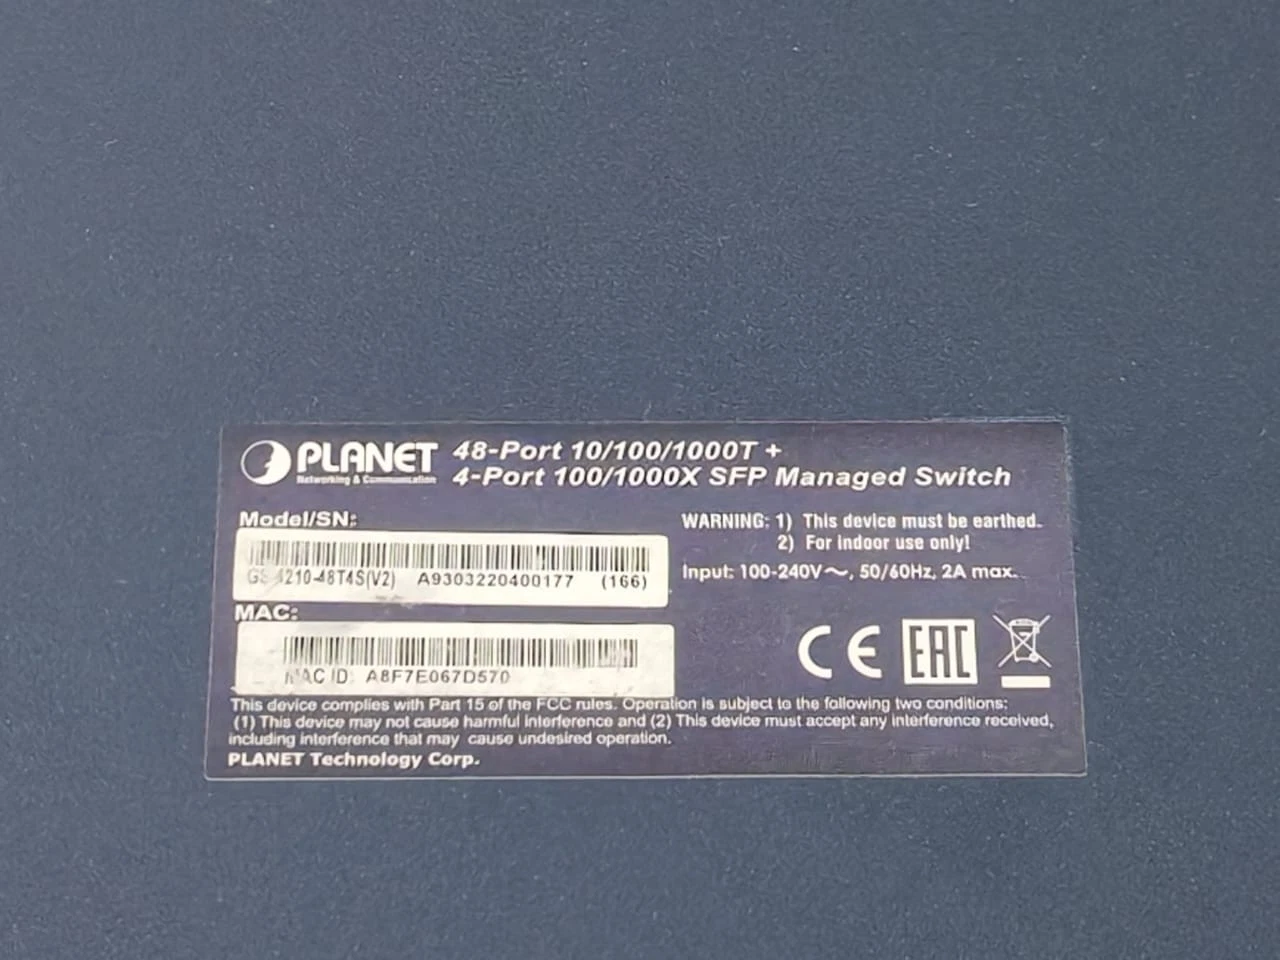 PLANET
Networking & Communication
48-Port 10/100/1000T +
4-Port 100/1000X SFP Managed Switch
Model/SN:
GS-4210-48T4S(V2) A9303220400177 (166)
MAC:
MAC ID: A8F7E067D570
WARNING: 1) This device must be earthed.
2) For indoor use only!
Input: 100-240V～, 50/60Hz, 2A max.
CE EAC
This device complies with Part 15 of the FCC rules. Operation is subject to the following two conditions:
(1) This device may not cause harmful interference and (2) This device must accept any interference received,
including interference that may cause undesired operation.
PLANET Technology Corp.